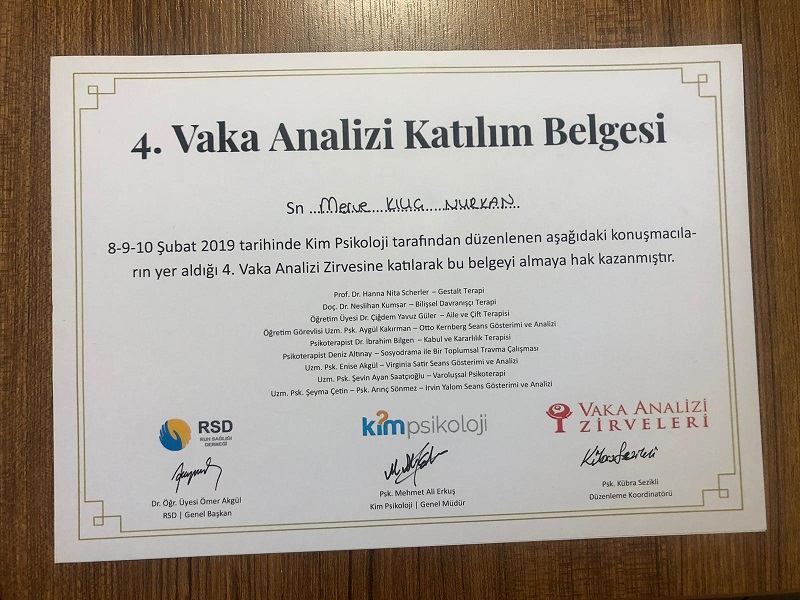 4. Vaka Analizi Katılım Belgesi
Sn ....Merve....KILIÇ.....NURKAN.
8-9-10 Şubat 2019 tarihinde Kim Psikoloji tarafından düzenlenen aşağıdaki konuşmacıla-
rın yer aldığı 4. Vaka Analizi Zirvesine katılarak bu belgeyi almaya hak kazanmıştır.
Prof. Dr. Hanna Nita Scherler – Gestalt Terapi
Doç. Dr. Neslihan Kumsar – Bilişsel Davranışçı Terapi
Öğretim Üyesi Dr. Çiğdem Yavuz Güler – Aile ve Çift Terapisi
Öğretim Görevlisi Uzm. Psk. Aygül Kakırman – Otto Kernberg Seans Gösterimi ve Analizi
Psikoterapist Dr. İbrahim Bilgen – Kabul ve Kararlılık Terapisi
Psikoterapist Deniz Altınay – Sosyodrama ile Bir Toplumsal Travma Çalışması
Uzm. Psk. Enise Akgül – Virginia Satir Seans Gösterimi ve Analizi
Uzm. Psk. Şevin Ayan Saatçıoğlu – Varoluşsal Psikoterapi
Uzm. Psk. Şeyma Çetin – Psk. Arınç Sönmez – Irvin Yalom Seans Gösterimi ve Analizi
RSD
RUH SAĞLIĞI
DERNEĞİ
kimpsikoloji
VAKA ANALİZİ
ZİRVELERİ
Kübra Sezikli
Dr. Öğr. Üyesi Ömer Akgül
RSD | Genel Başkan
Psk. Mehmet Ali Erkuş
Kim Psikoloji | Genel Müdür
Psk. Kübra Sezikli
Düzenleme Koordinatörü